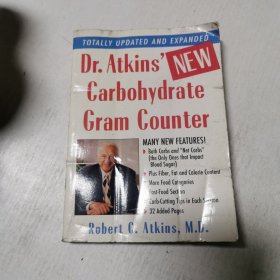 TOTALLY UPDATED AND EXPANDED
Dr. Atkins' NEW
Carbohydrate
Gram Counter
MANY NEW FEATURES!
Both Carbs and "Net Carbs"
(the Only Ones that Impact
Blood Sugar)
Plus Fiber, Fat and Calorie Content
More Food Categories
Fast-Food Section
Carb-Cutting Tips in Each Section
32 Added Pages
Robert C. Atkins, M.D.